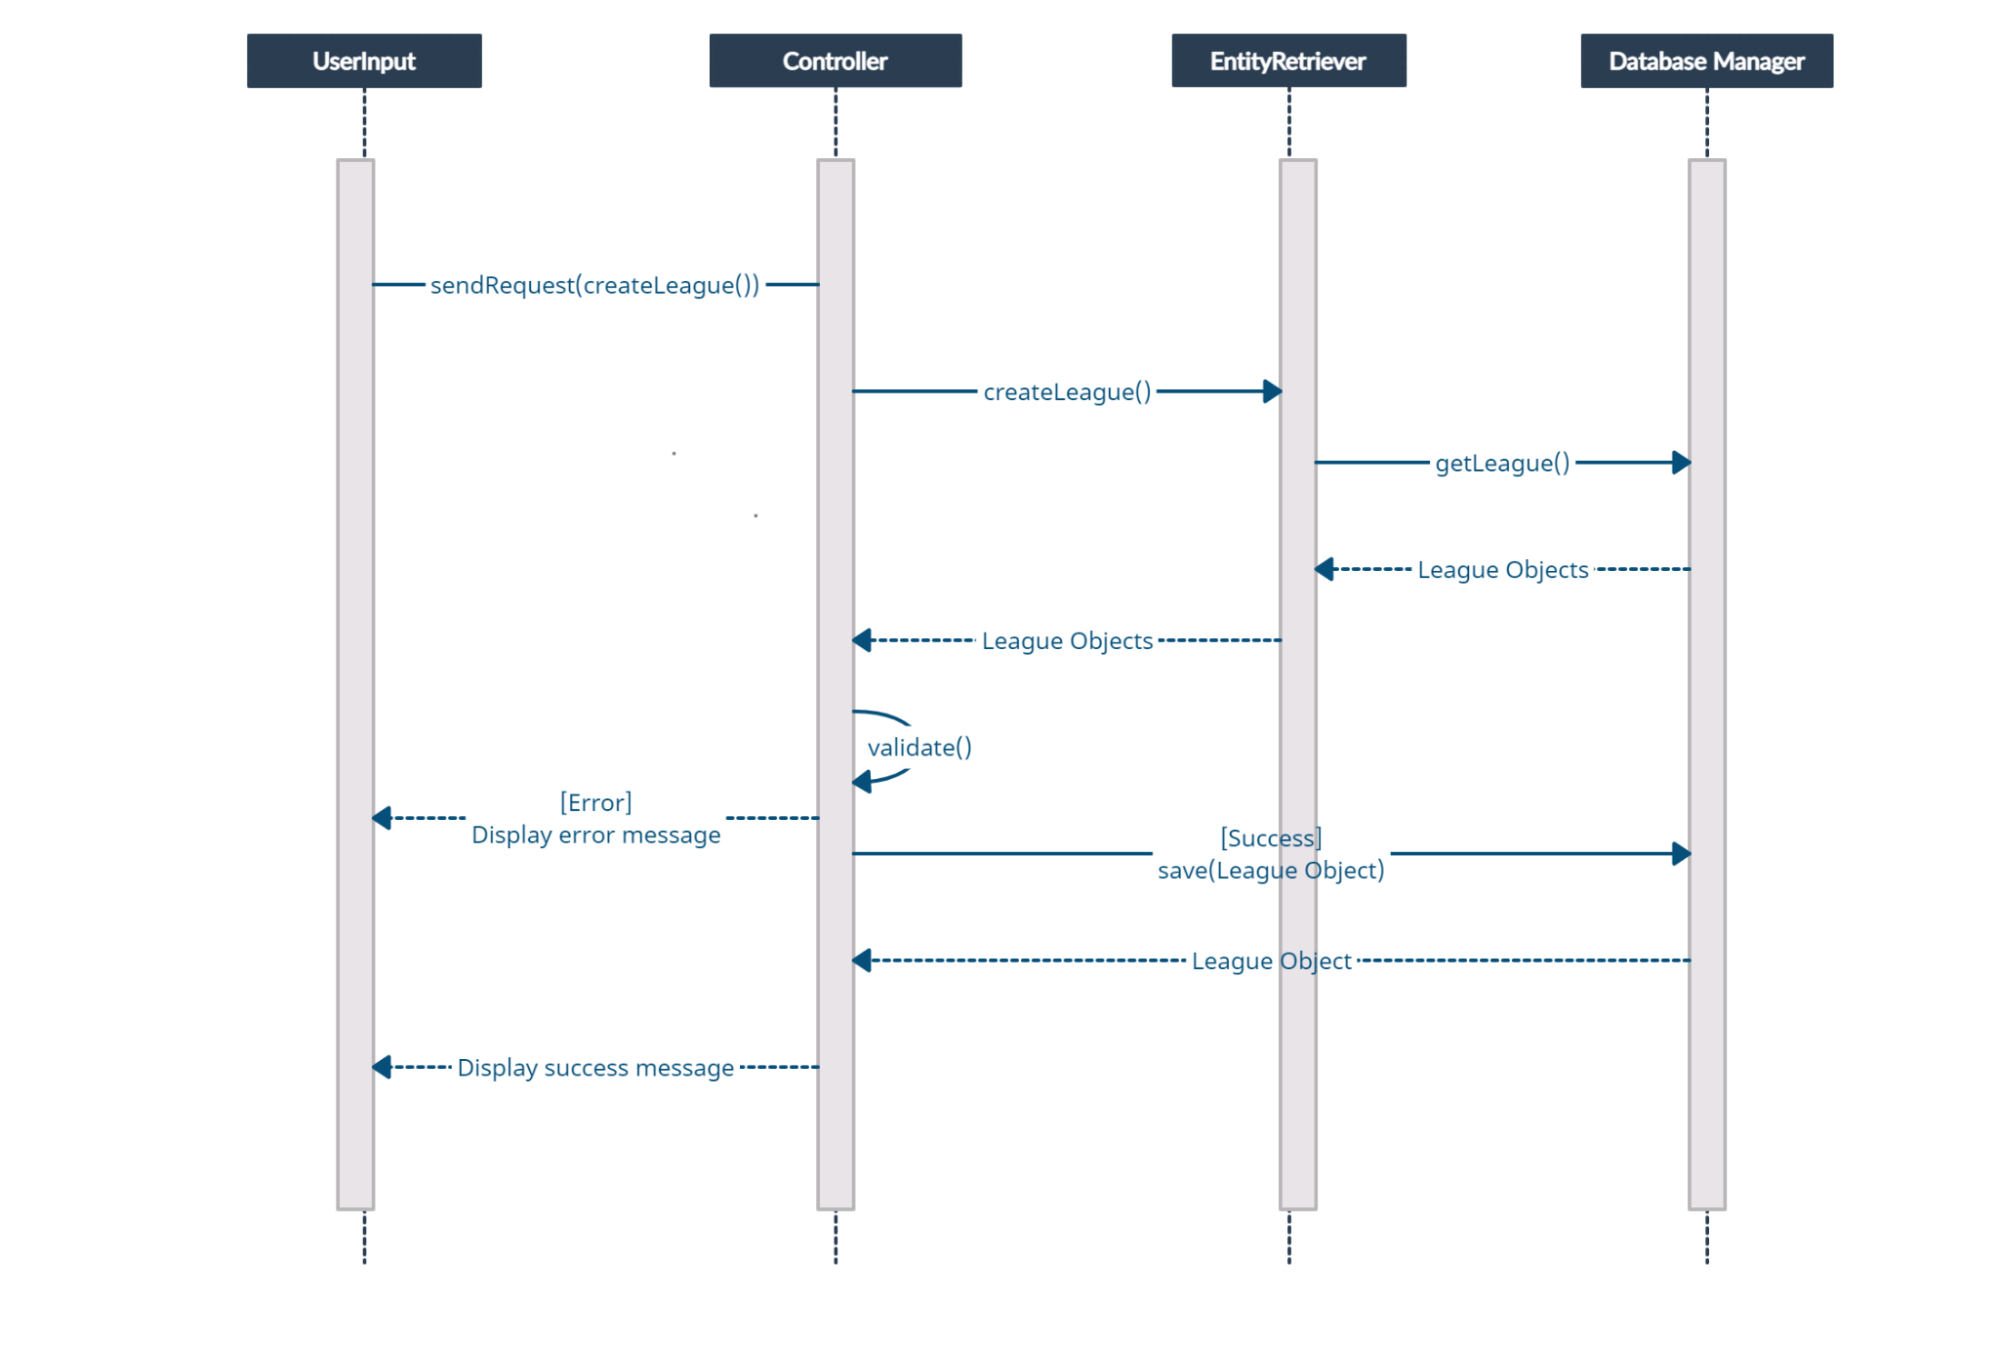 UserInput
Controller
EntityRetriever
Database Manager
sendRequest(createLeague())
createLeague()
getLeague()
League Objects
League Objects
validate()
[Error]
Display error message
[Success]
save(League Object)
League Object
Display success message